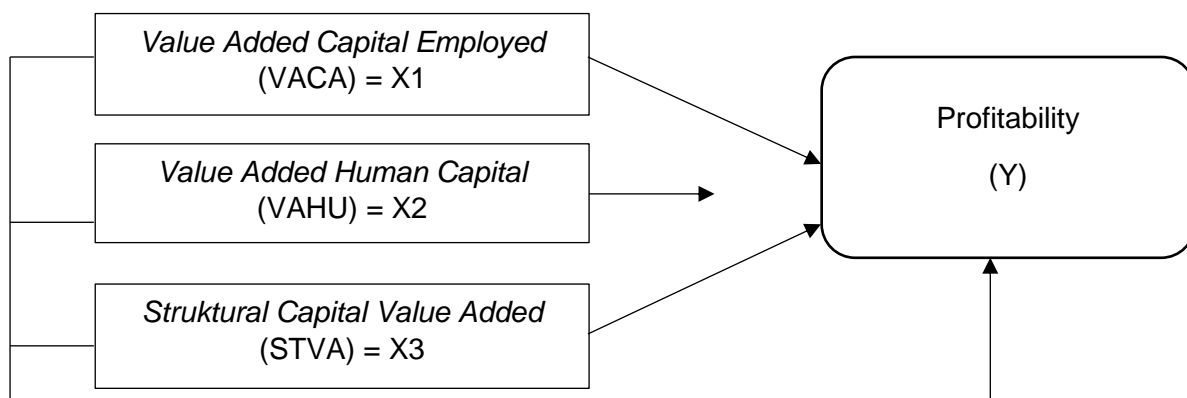 Value Added Capital Employed
(VACA) = X1
Value Added Human Capital
(VAHU) = X2
Struktural Capital Value Added
(STVA) = X3
Profitability
(Y)